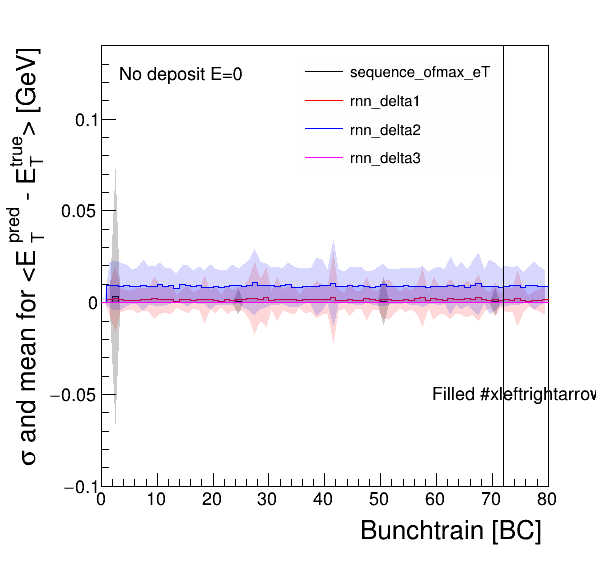 σ and mean for <E_T^pred - E_T^true> [GeV]
No deposit E=0
sequence_ofmax_eT
rnn_delta1
rnn_delta2
rnn_delta3
0.1
0.05
0
−0.05
−0.1
Filled #xleftrightarrow
0 10 20 30 40 50 60 70 80
Bunchtrain [BC]